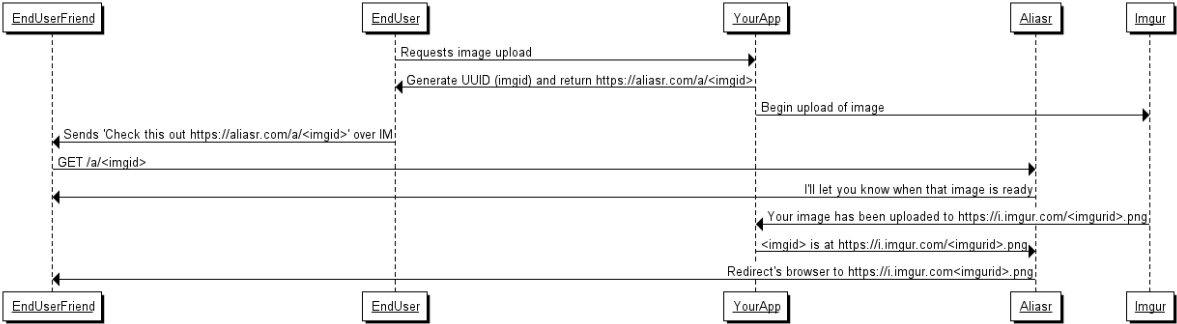 EndUserFriend EndUser YourApp Aliasr Imgur
Requests image upload
Generate UUID (imgid) and return https://aliasr.com/a/<imgid>
Begin upload of image
Sends 'Check this out https://aliasr.com/a/<imgid>' over IM
GET /a/<imgid>
I'll let you know when that image is ready
Your image has been uploaded to https://i.imgur.com/<imgurid>.png
<imgid> is at https://i.imgur.com/<imgurid>.png
Redirect's browser to https://i.imgur.com<imgurid>.png
EndUserFriend EndUser YourApp Aliasr Imgur